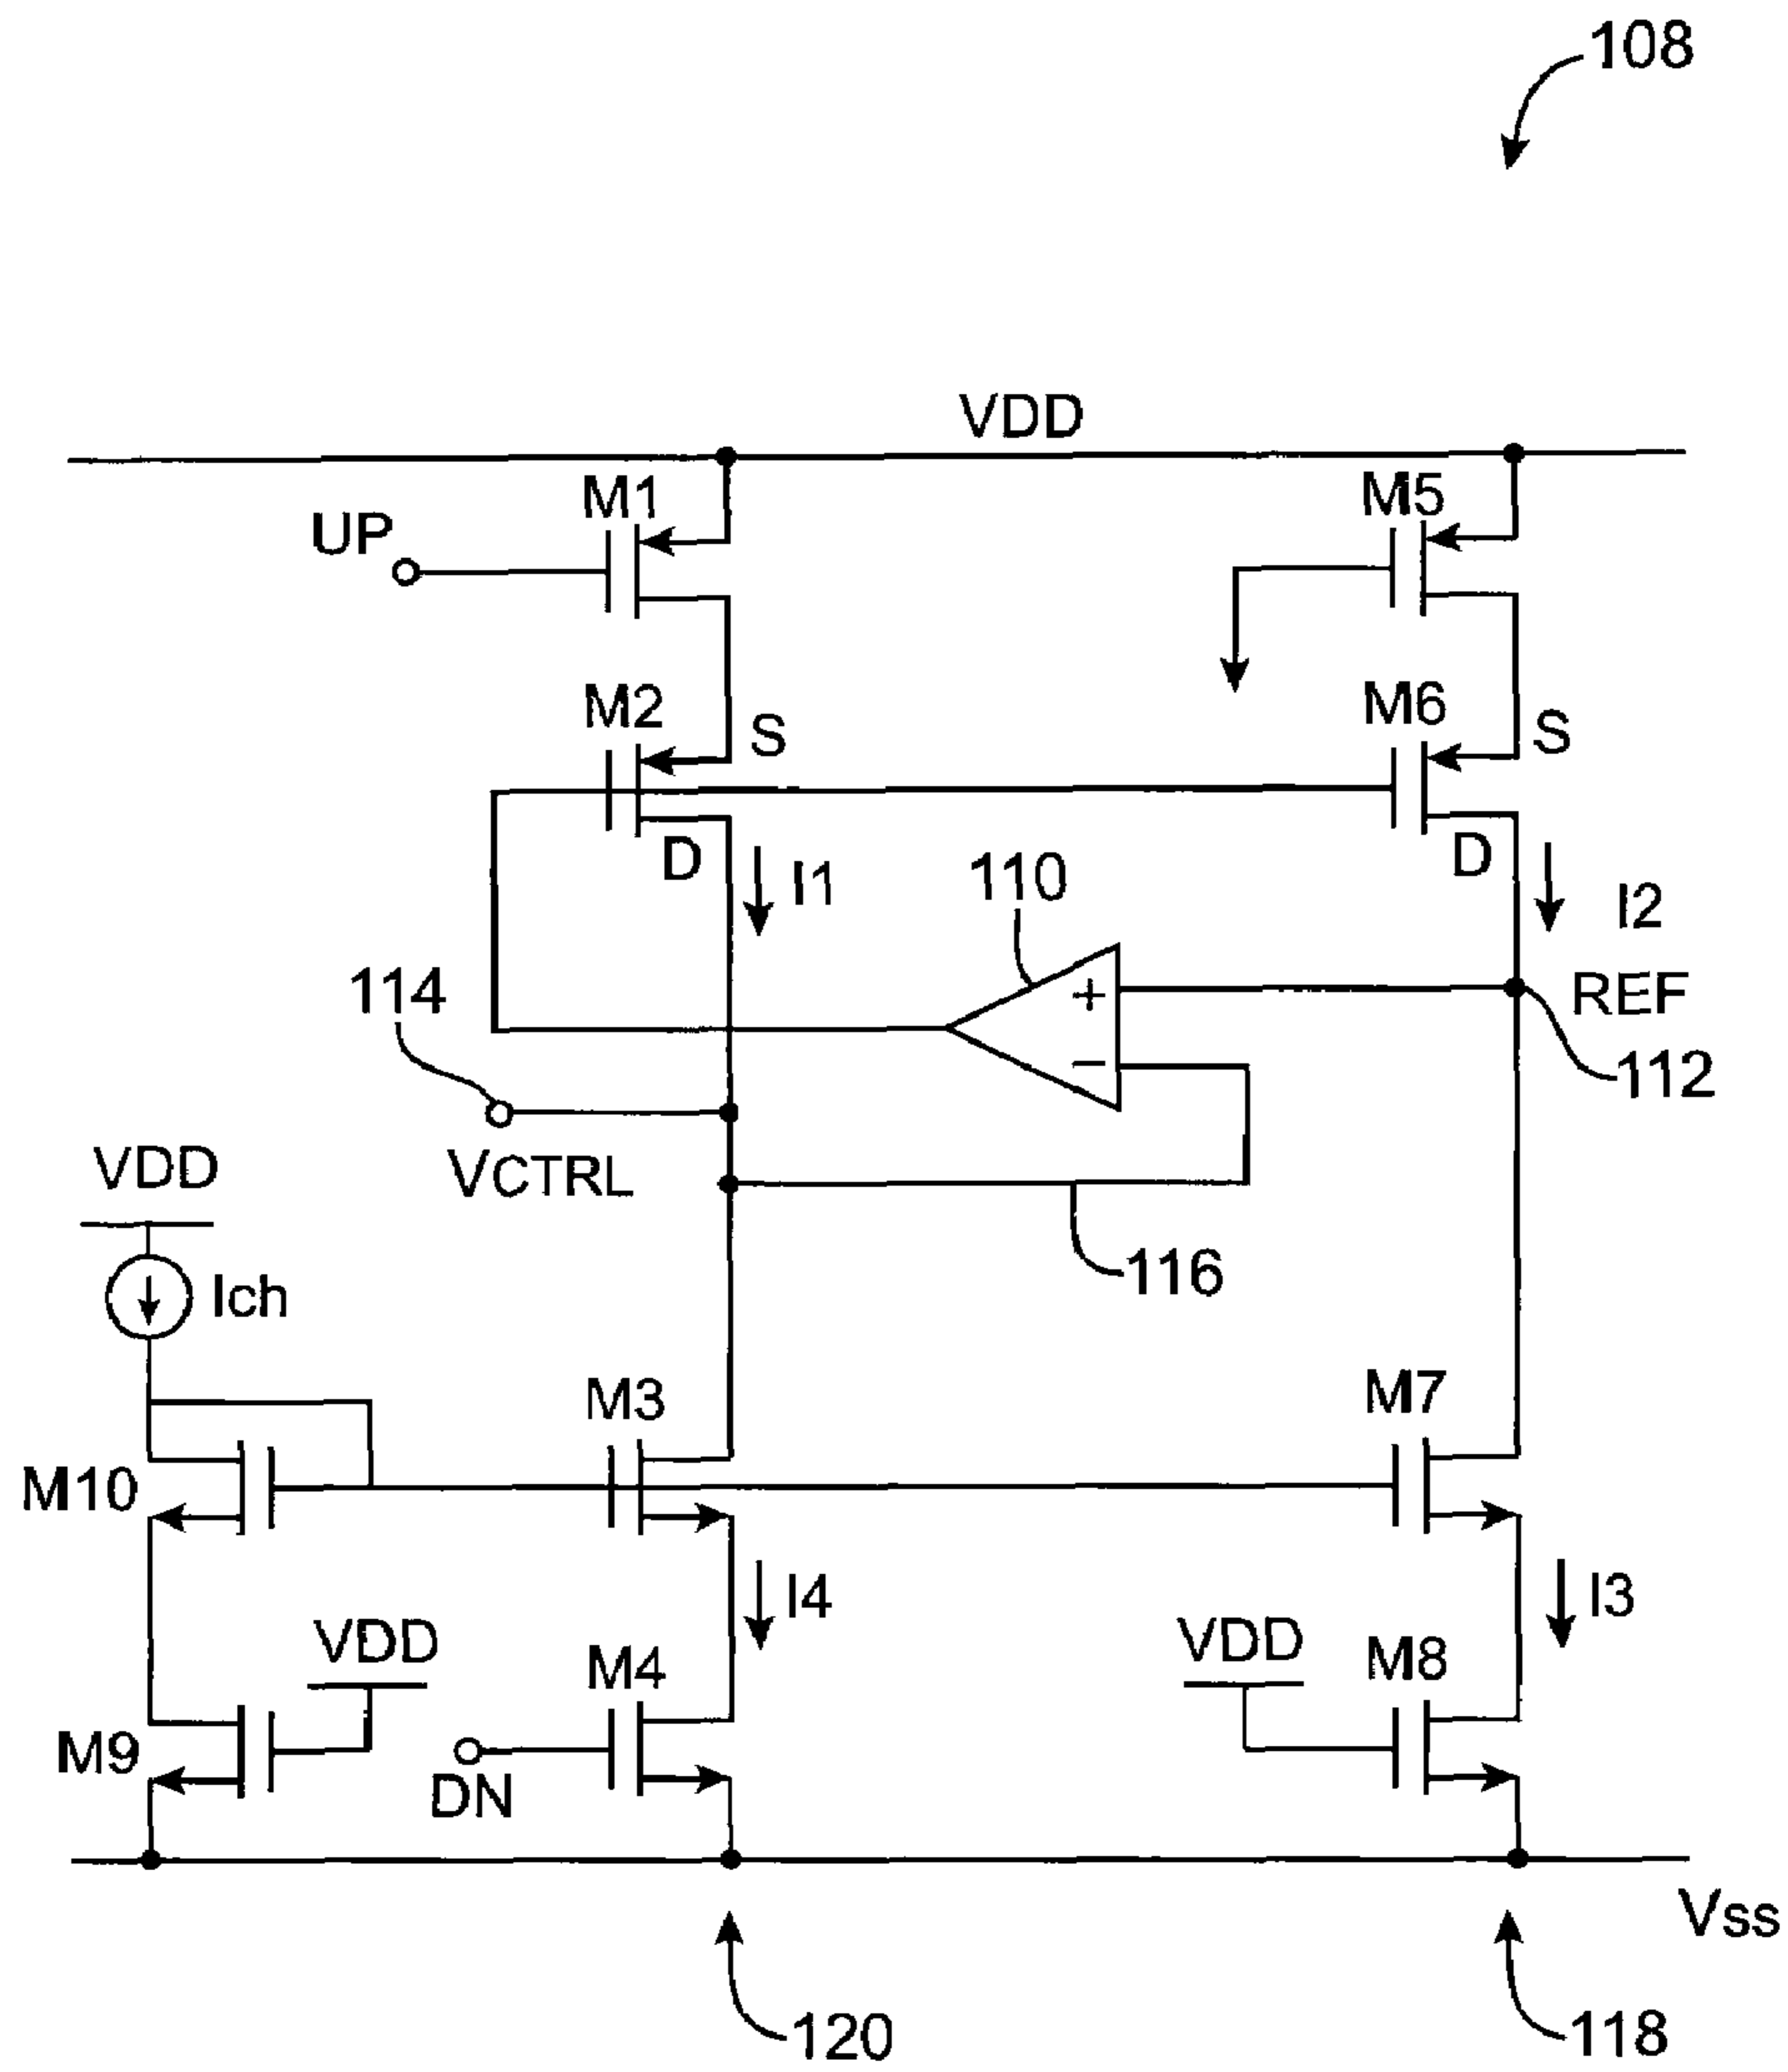 108
VDD
M1
M5
UP
M2
S
M6
S
D
I1
110
D
I2
114
+
REF
−
112
VDD
VCTRL
116
Ich
M3
M7
M10
I4
I3
VDD
M4
VDD
M8
M9
DN
Vss
120
118